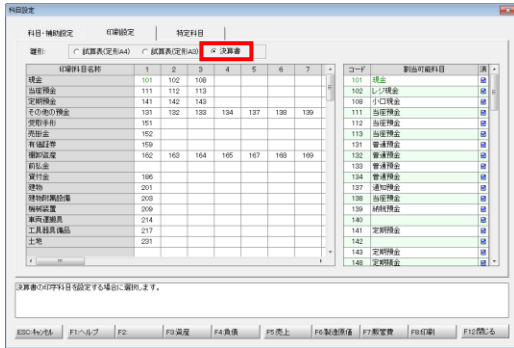 科目設定
科目・補助設定 印刷設定 特定科目
雛形: 試算表(定形A4) 試算表(定形A3) 決算書
印刷科目名称 1 2 3 4 5 6 7
現金 101 102 108
当座預金 111 112 113
定期預金 141 142 143
その他の預金 131 132 133 134 137 138 139
受取手形 151
売掛金 152
有価証券 159
棚卸資産 162 163 164 165 167 168 169
前払金
貸付金 186
建物 201
建物附属設備 203
機械装置 209
車両運搬具 214
工具器具備品 217
土地 231
コード 割当可能科目 済
101 現金
102 レジ現金
108 小口現金
111 当座預金
112 当座預金
113 当座預金
131 普通預金
132 普通預金
133 普通預金
134 普通預金
137 通知預金
138 当座預金
139 納税預金
140
141 定期預金
142
143 定期預金
148 定期積金
決算書の印字科目を設定する場合に選択します。
ESC:キャンセル F1:ヘルプ F2: F3:資産 F4:負債 F5:売上 F6:製造原価 F7:販管費 F8:印刷 F12:閉じる